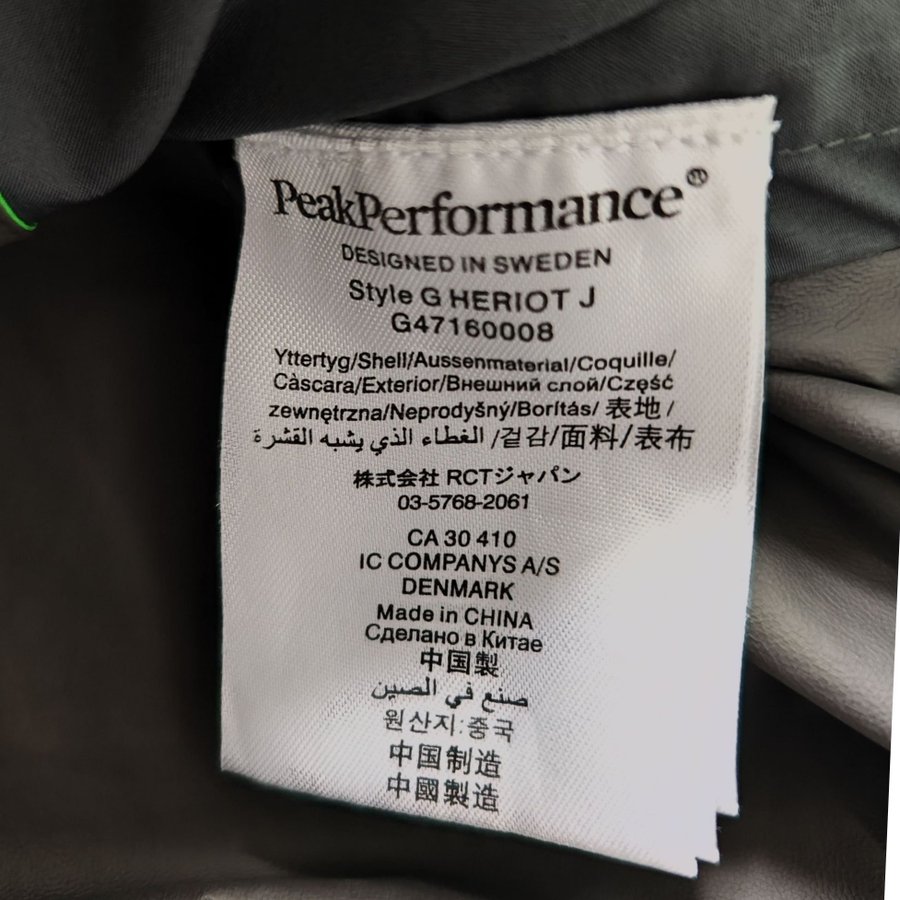 PeakPerformance®
DESIGNED IN SWEDEN
Style G HERIOT J
G47160008
Yttertyg/Shell/Aussenmaterial/Coquille/
Càscara/Exterior/Внешний слой/Część
zewnętrzna/Neprodyšný/Borítás/ 表地 /
الغطاء الذي يشبه القشرة /겉감/面料/表布
株式会社 RCTジャパン
03-5768-2061
CA 30 410
IC COMPANYS A/S
DENMARK
Made in CHINA
Сделано в Китае
中国製
صنع في الصين
원산지:중국
中国制造
中國製造